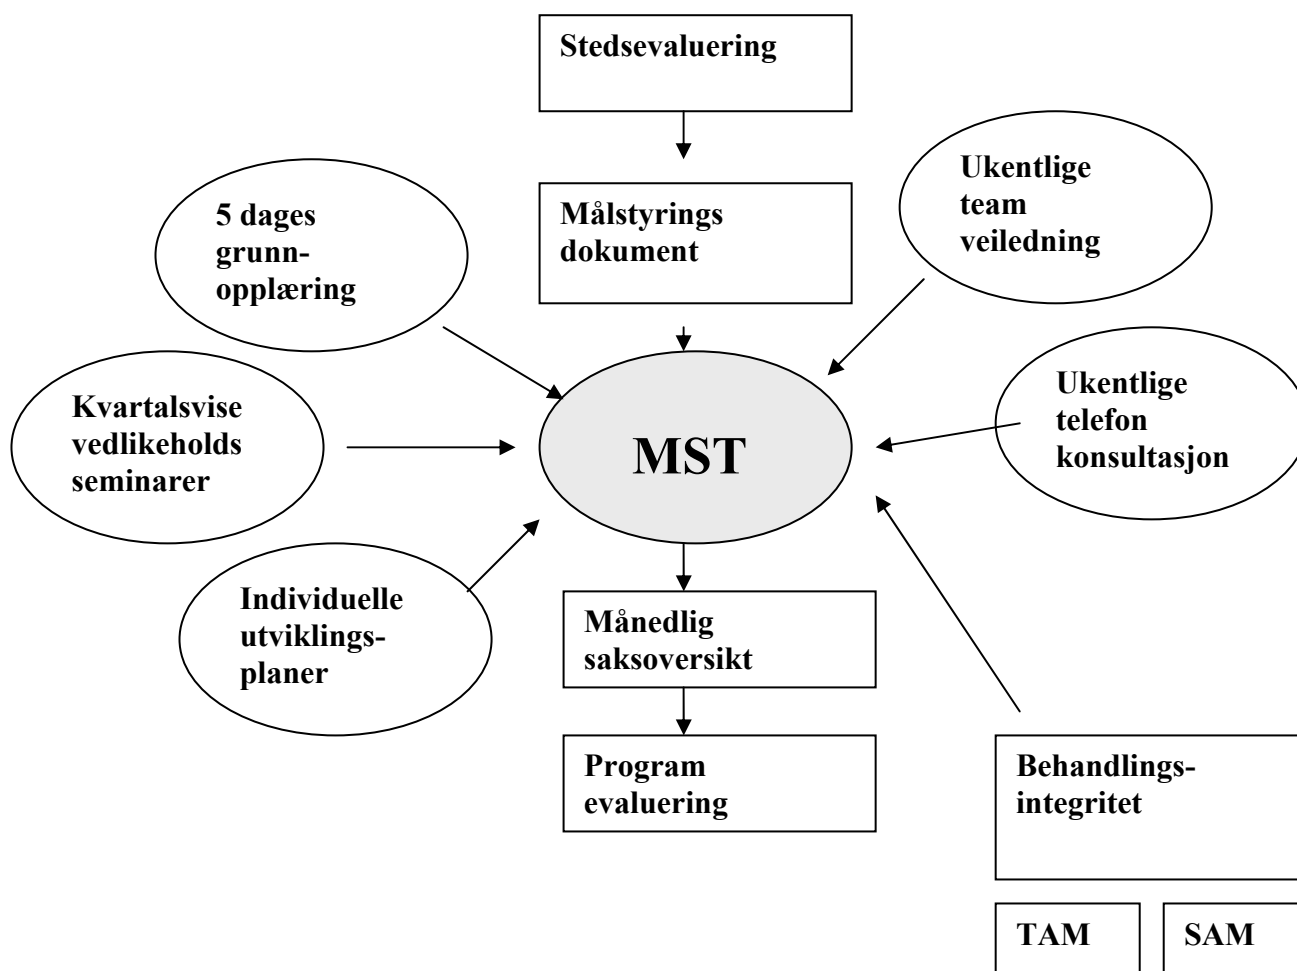 Stedsevaluering
Målstyrings
dokument
Ukentlige
team
veiledning
5 dages
grunn-
opplæring
Kvartalsvise
vedlikeholds
seminarer
MST
Ukentlige
telefon
konsultasjon
Individuelle
utviklings-
planer
Månedlig
saksoversikt
Program
evaluering
Behandlings-
integritet
TAM
SAM